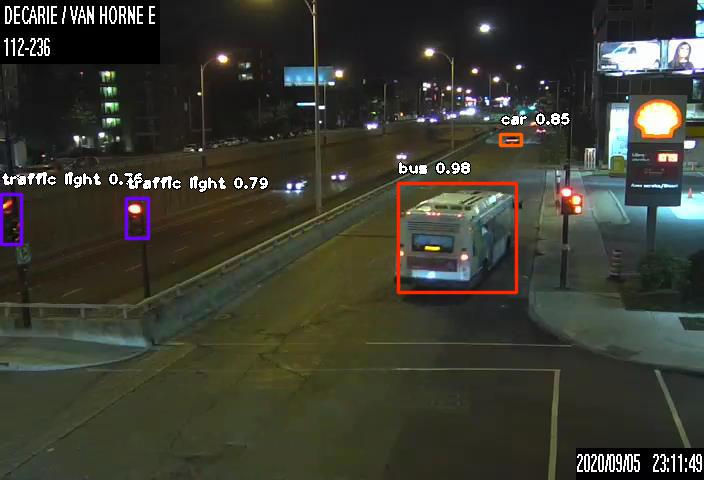 DECARIE / VAN HORNE E
112-236
car 0.85
bus 0.98
traffic light 0.76
traffic light 0.79
2020/09/05 23:11:49